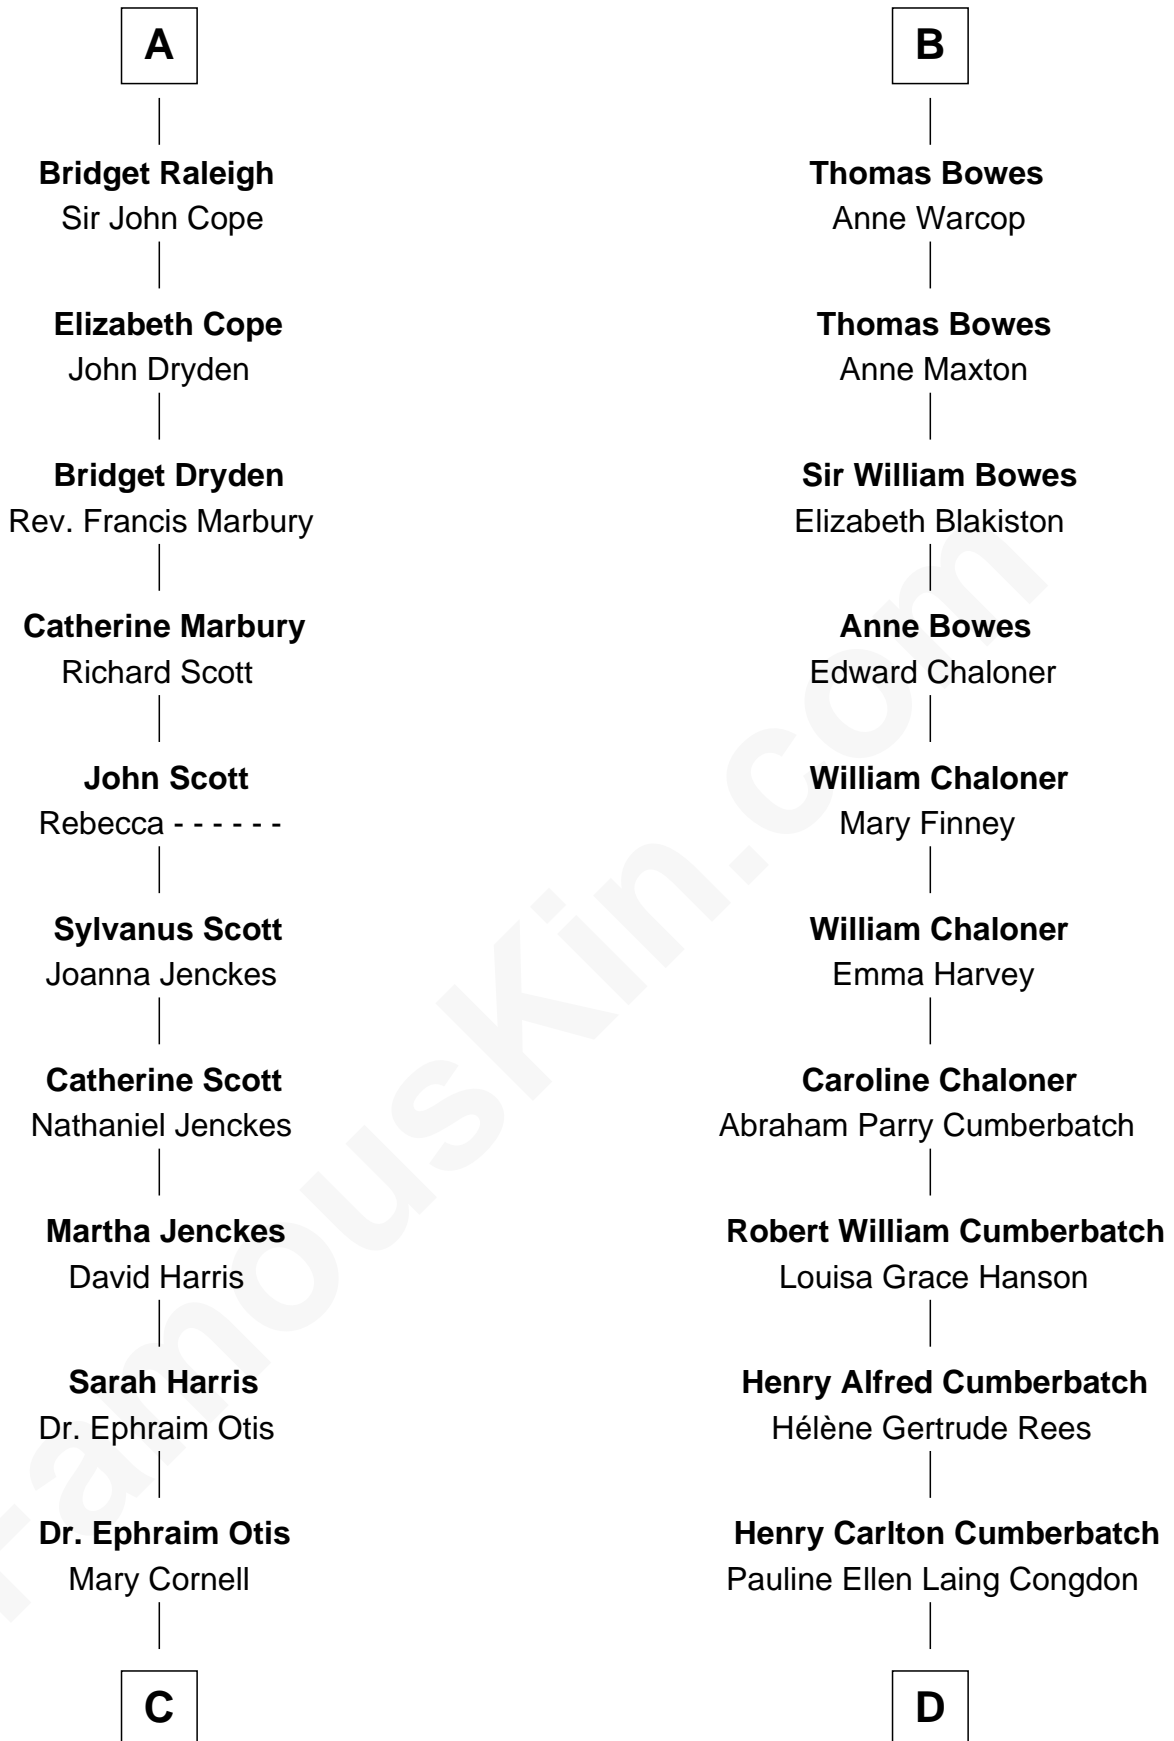 A
Bridget Raleigh
Sir John Cope
Elizabeth Cope
John Dryden
Bridget Dryden
Rev. Francis Marbury
Catherine Marbury
Richard Scott
John Scott
Rebecca - - - - - -
Sylvanus Scott
Joanna Jenckes
Catherine Scott
Nathaniel Jenckes
Martha Jenckes
David Harris
Sarah Harris
Dr. Ephraim Otis
Dr. Ephraim Otis
Mary Cornell
C
B
Thomas Bowes
Anne Warcop
Thomas Bowes
Anne Maxton
Sir William Bowes
Elizabeth Blakiston
Anne Bowes
Edward Chaloner
William Chaloner
Mary Finney
William Chaloner
Emma Harvey
Caroline Chaloner
Abraham Parry Cumberbatch
Robert William Cumberbatch
Louisa Grace Hanson
Henry Alfred Cumberbatch
Hélène Gertrude Rees
Henry Carlton Cumberbatch
Pauline Ellen Laing Congdon
D
FamousKin.com